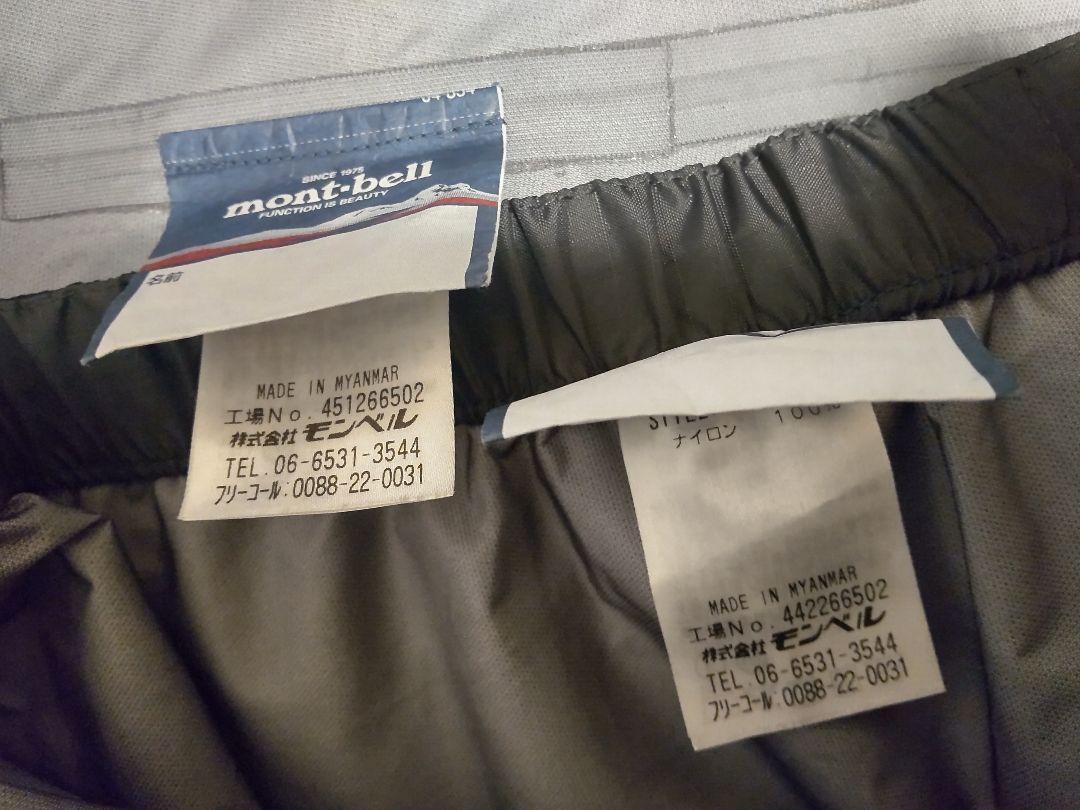 SINCE 1975
mont-bell
FUNCTION IS BEAUTY
名前
MADE IN MYANMAR
工場No. 451266502
株式会社 モンベル
TEL. 06-6531-3544
フリーコール:0088-22-0031
ナイロン 100%
MADE IN MYANMAR
工場No. 442266502
株式会社 モンベル
TEL. 06-6531-3544
フリーコール:0088-22-0031